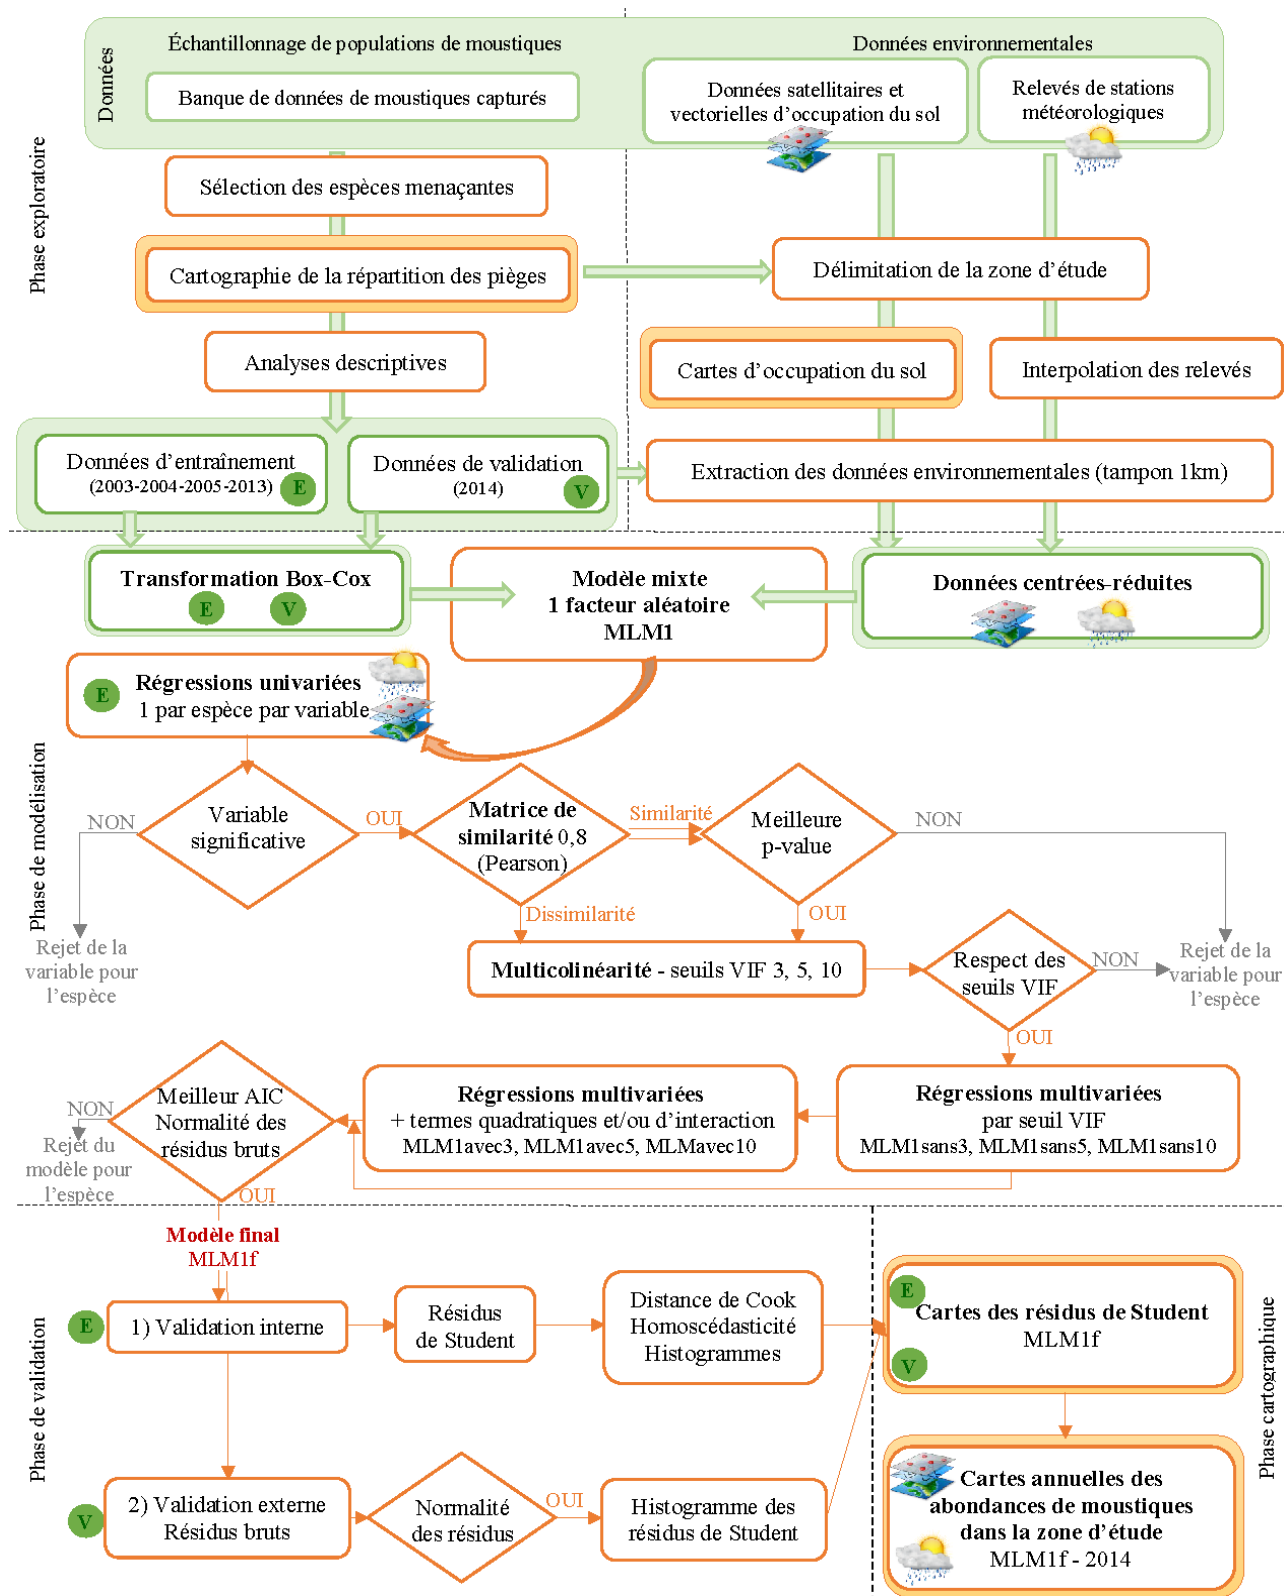 Données
Échantillonnage de populations de moustiques
Données environnementales
Banque de données de moustiques capturés
Données satellitaires et
vectorielles d'occupation du sol
Relevés de stations
météorologiques
Phase exploratoire
Sélection des espèces menaçantes
Cartographie de la répartition des pièges
Délimitation de la zone d'étude
Analyses descriptives
Cartes d'occupation du sol
Interpolation des relevés
Données d'entraînement
(2003-2004-2005-2013)
E
Données de validation
(2014)
V
Extraction des données environnementales (tampon 1km)
Transformation Box-Cox
E
V
Modèle mixte
1 facteur aléatoire
MLM1
Données centrées-réduites
Phase de modélisation
E
Régressions univariées
1 par espèce par variable
Variable
significative
NON
Rejet de la
variable pour
l'espèce
OUI
Matrice de
similarité 0,8
(Pearson)
Similarité
Meilleure
p-value
NON
Dissimilarité
OUI
Multicolinéarité - seuils VIF 3, 5, 10
Respect des
seuils VIF
NON
Rejet de la
variable pour
l'espèce
OUI
Régressions multivariées
par seuil VIF
MLM1sans3, MLM1sans5, MLM1sans10
Régressions multivariées
+ termes quadratiques et/ou d'interaction
MLM1avec3, MLM1avec5, MLMavec10
Meilleur AIC
Normalité des
résidus bruts
NON
Rejet du
modèle pour
l'espèce
OUI
Modèle final
MLM1f
Phase de validation
E
1) Validation interne
Résidus
de Student
Distance de Cook
Homoscédasticité
Histogrammes
V
2) Validation externe
Résidus bruts
Normalité
des résidus
OUI
Histogramme des
résidus de Student
Phase cartographique
E
Cartes des résidus de Student
MLM1f
V
Cartes annuelles des
abondances de moustiques
dans la zone d'étude
MLM1f - 2014